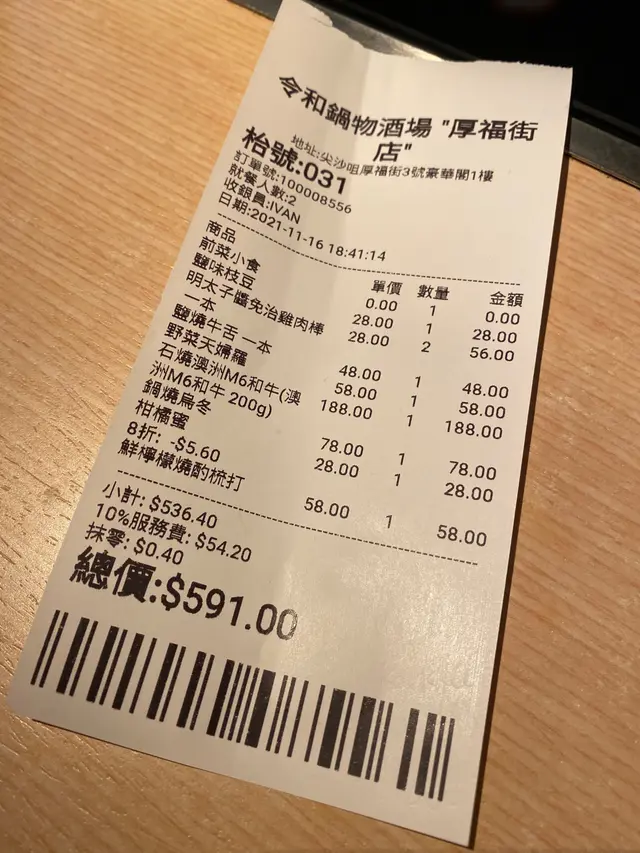 令和鍋物酒場 "厚福街
店"
地址:尖沙咀厚福街3號豪華閣1樓
枱號:031
訂單號:100008556
就餐人數:2
收銀員:IVAN
日期:2021-11-16 18:41:14
商品 單價 數量 金額
前菜小食 0.00 1 0.00
鹽味枝豆 28.00 1 28.00
明太子醬免治雞肉棒 28.00 2 56.00
一本
鹽燒牛舌 一本 48.00 1 48.00
野菜天婦羅 58.00 1 58.00
石燒澳洲M6和牛(澳 188.00 1 188.00
洲M6和牛 200g)
鍋燒烏冬 78.00 1 78.00
柑橘蜜 28.00 1 28.00
8折: -$5.60
鮮檸檬燒酌梳打 58.00 1 58.00
小計: $536.40
10%服務費: $54.20
抹零: $0.40
總價:$591.00